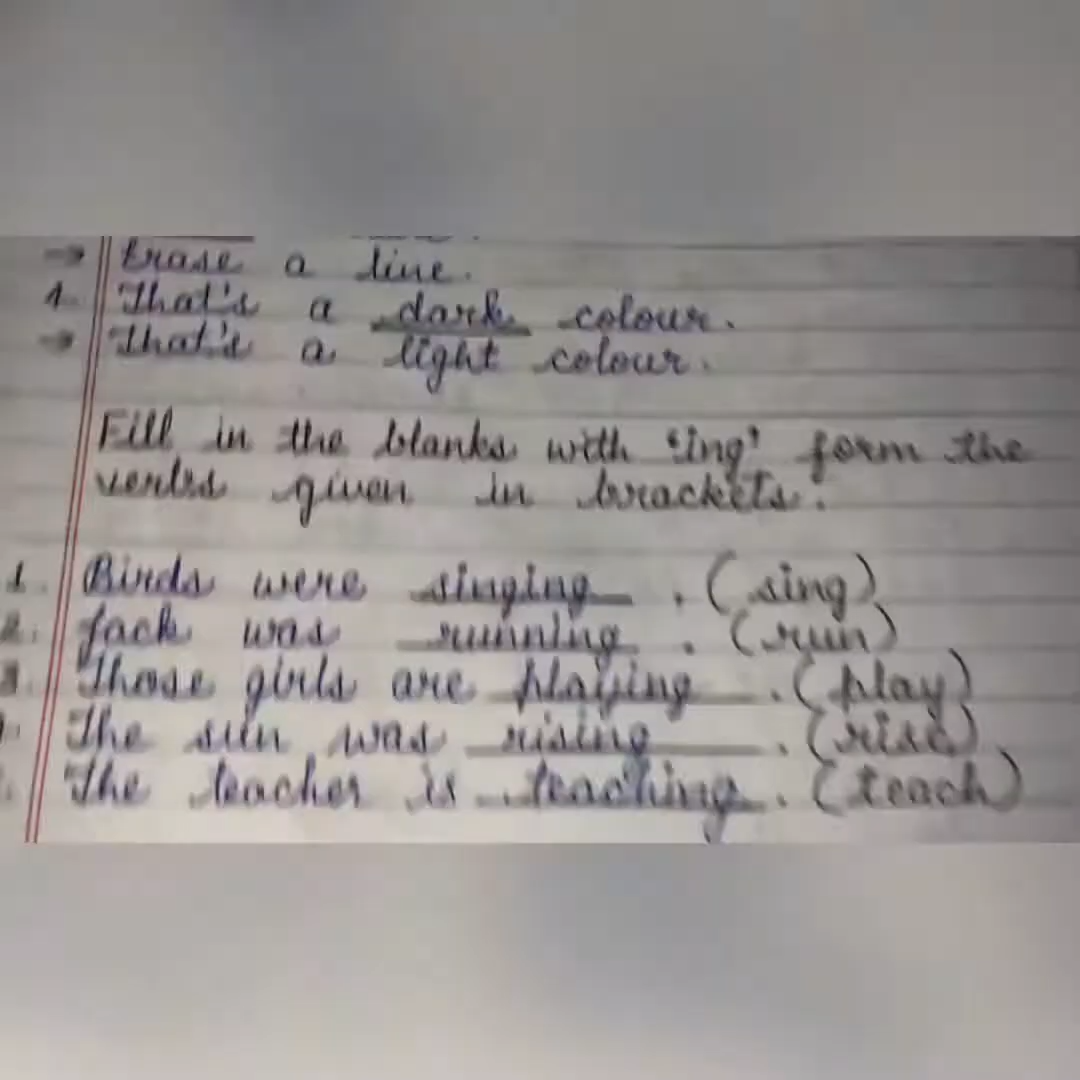 → Erase a line.
1. That's a dark colour.
→ That's a light colour.
Fill in the blanks with 'ing' form the
verbs given in brackets.
1. Birds were singing. (sing)
2. Jack was running. (run)
3. Those girls are playing. (play)
The sun was rising. (rise)
The teacher is teaching. (teach)